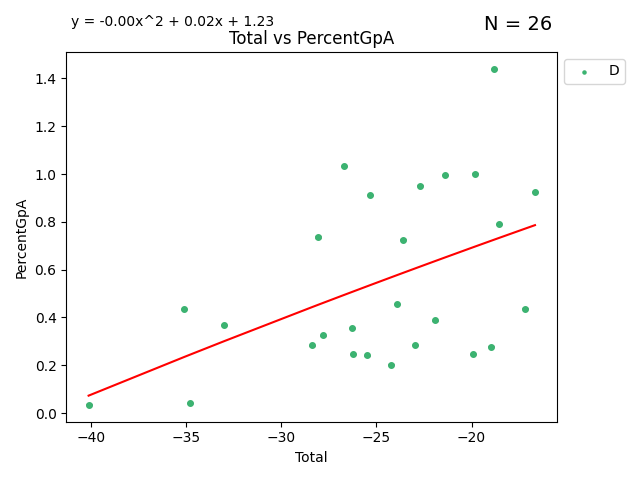 y = -0.00x^2 + 0.02x + 1.23
N = 26
Total vs PercentGpA
D
PercentGpA
1.4
1.2
1.0
0.8
0.6
0.4
0.2
0.0
−40
−35
−30
−25
−20
Total